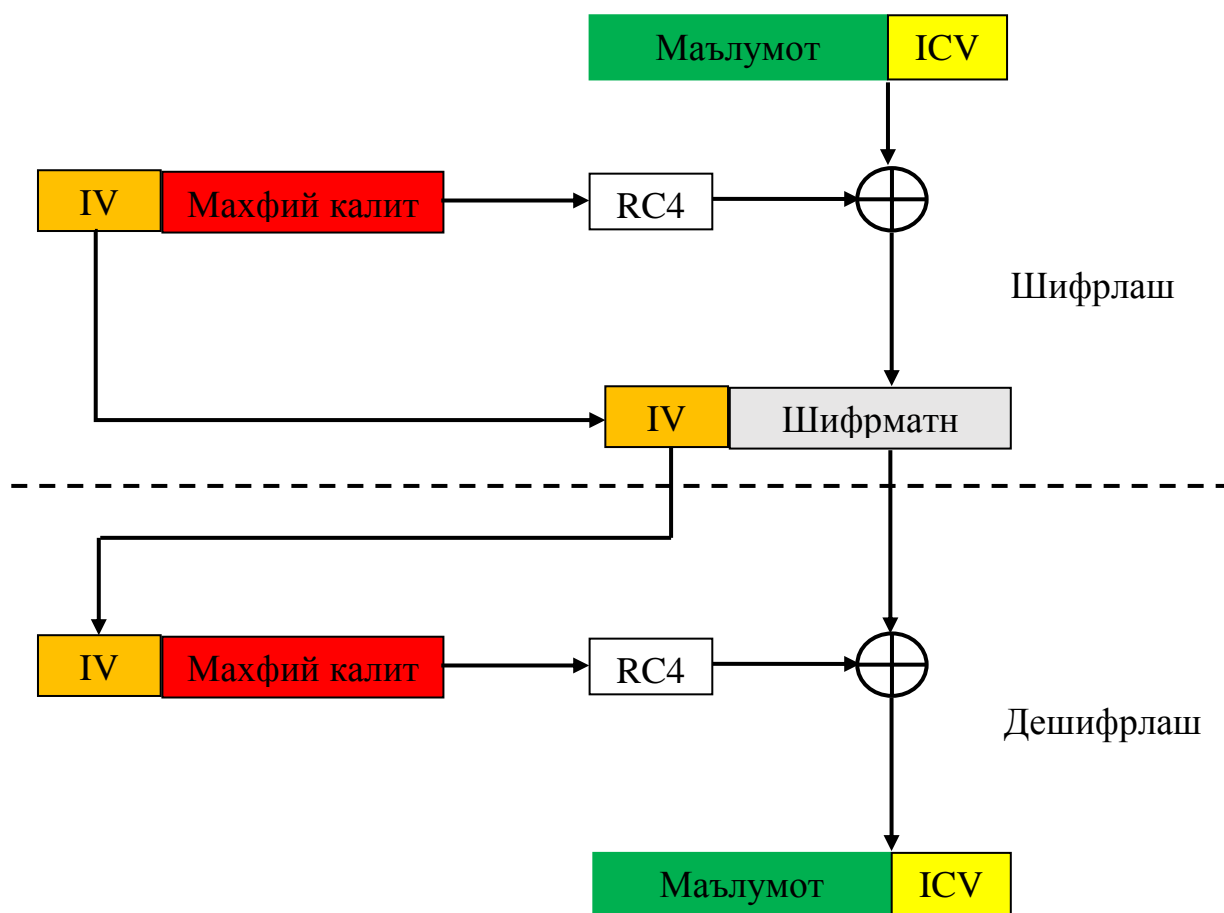 Маълумот ICV
IV Махфий калит RC4
Шифрлаш
IV Шифрматн
IV Махфий калит RC4
Дешифрлаш
Маълумот ICV